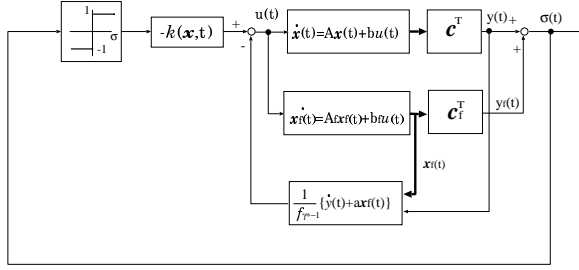 1
σ
-1
-k(x,t)
+
-
u(t)
ẋ(t)=Ax(t)+bu(t)
c^T
y(t)
+
+
σ(t)
ẋf(t)=Afxf(t)+bfu(t)
c_f^T
yf(t)
xf(t)
1/f_{γ*-1} {ẏ(t)+axf(t)}